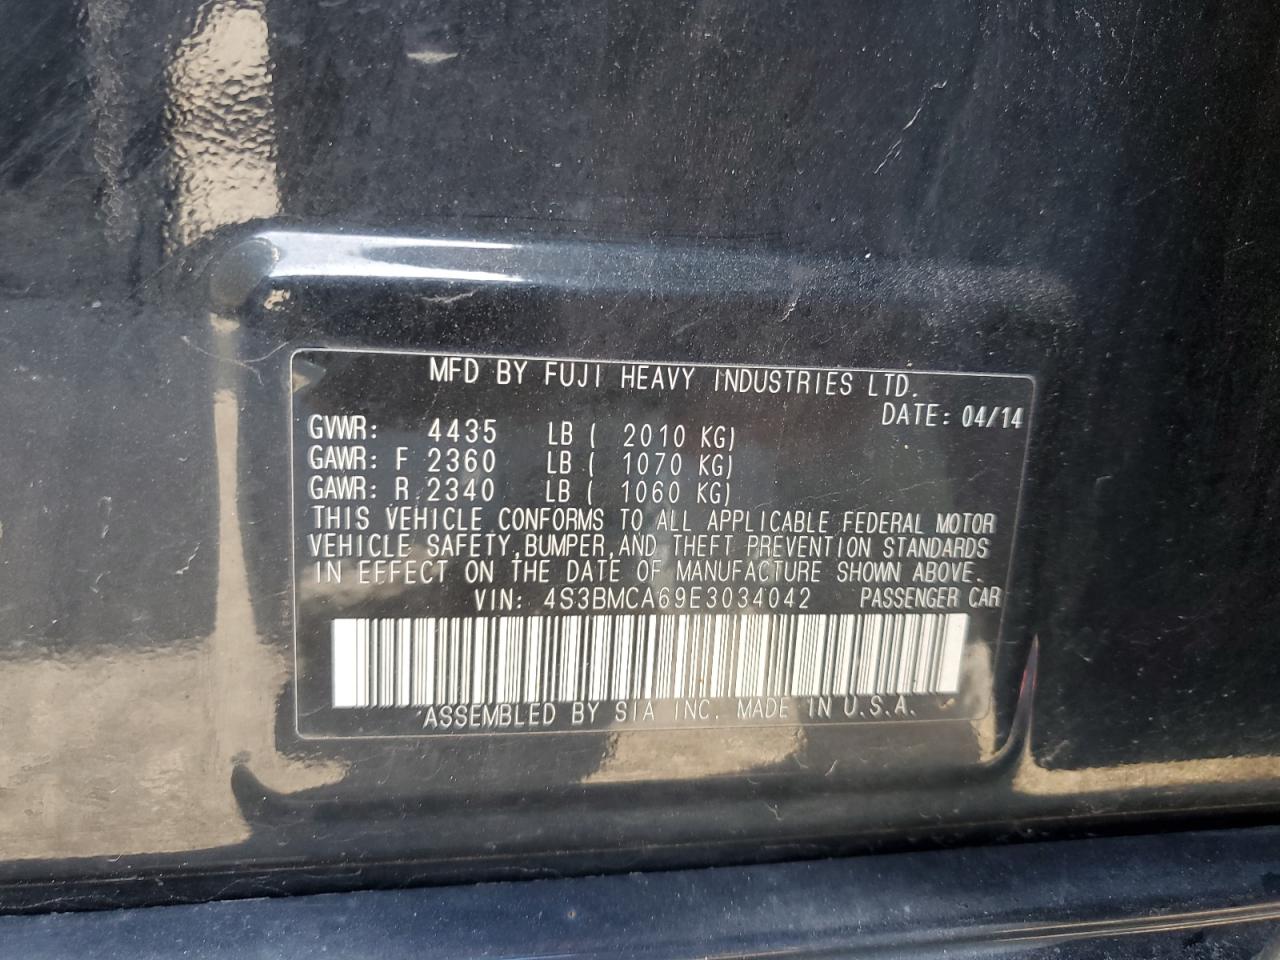 MFD BY FUJI HEAVY INDUSTRIES LTD.
DATE: 04/14
GVWR: 4435 LB ( 2010 KG)
GAWR: F 2360 LB ( 1070 KG)
GAWR: R 2340 LB ( 1060 KG)
THIS VEHICLE CONFORMS TO ALL APPLICABLE FEDERAL MOTOR
VEHICLE SAFETY, BUMPER, AND THEFT PREVENTION STANDARDS
IN EFFECT ON THE DATE OF MANUFACTURE SHOWN ABOVE.
VIN: 4S3BMCA69E3034042 PASSENGER CAR
ASSEMBLED BY SIA INC. MADE IN U.S.A.